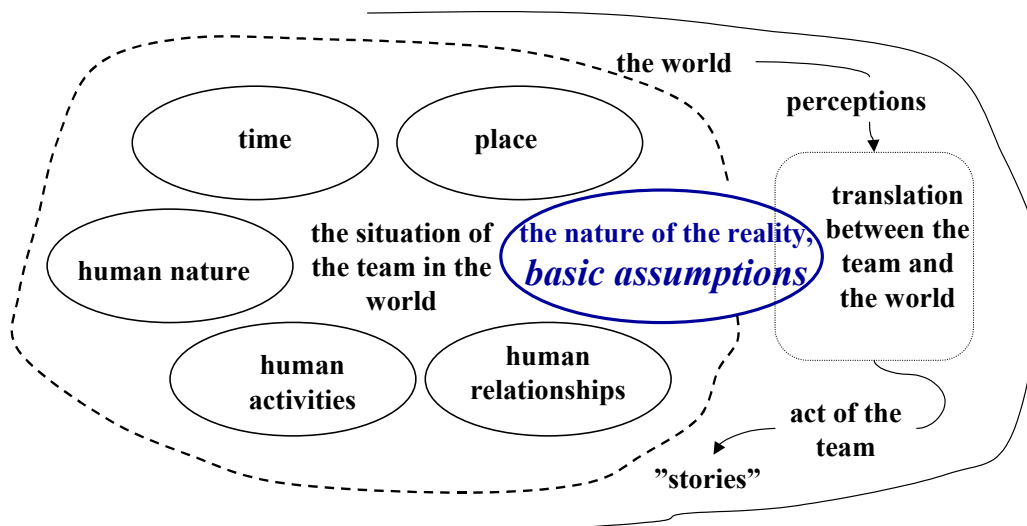 the world
perceptions
time
place
translation
between the
team and
the world
the situation of
the team in the
world
the nature of the reality,
basic assumptions
human nature
human
activities
human
relationships
act of the
team
”stories”